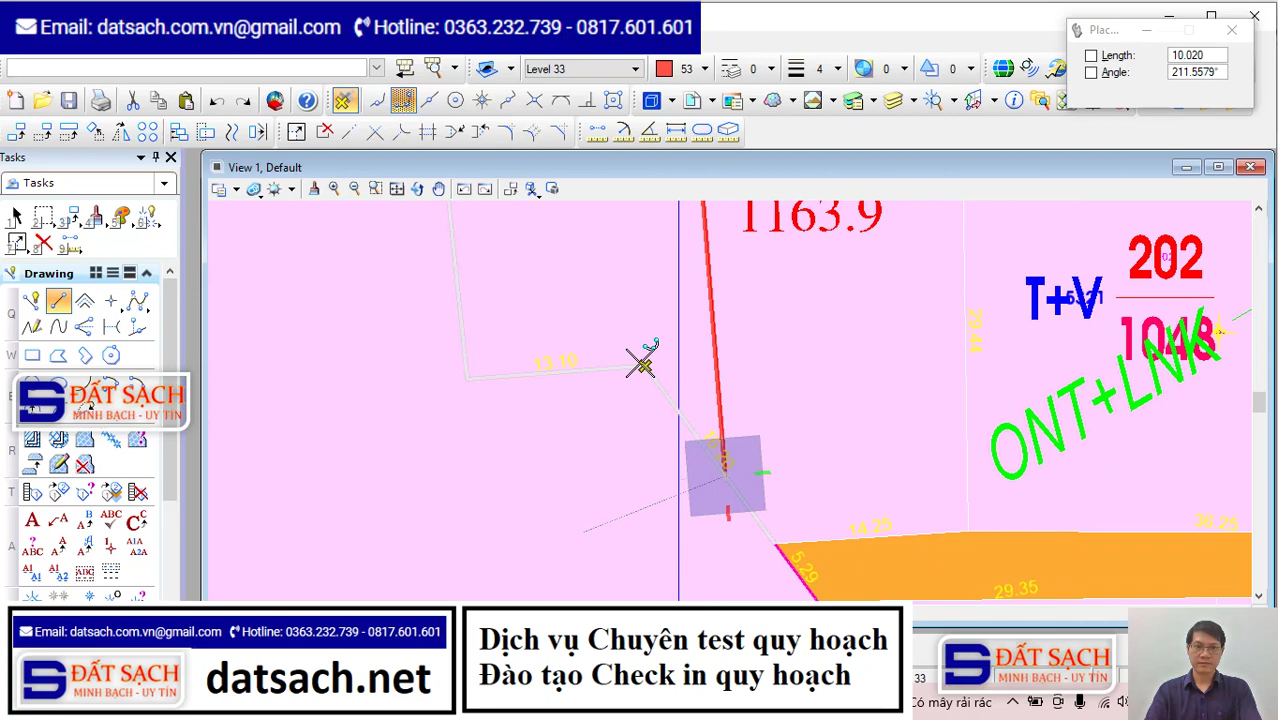 Email: datsach.com.vn@gmail.com Hotline: 0363.232.739 - 0817.601.601
Plac...
Length: 10.020
Angle: 211.5579°
Level 33
53
0
4
0
0
Tasks
Tasks
View 1, Default
Drawing
Q
W
T
A
1163.9
202
T+V
1048
ONT+LNK
29.41
13.10
14.25
38.25
5.29
29.35
ĐẤT SẠCH
MINH BẠCH - UY TÍN
Email: datsach.com.vn@gmail.com Hotline: 0363.232.739 - 0817.601.601
ĐẤT SẠCH
MINH BẠCH - UY TÍN
datsach.net
Dịch vụ Chuyên test quy hoạch
Đào tạo Check in quy hoạch
ĐẤT SẠCH
MINH BẠCH - UY TÍN
33
Có mây rải rác